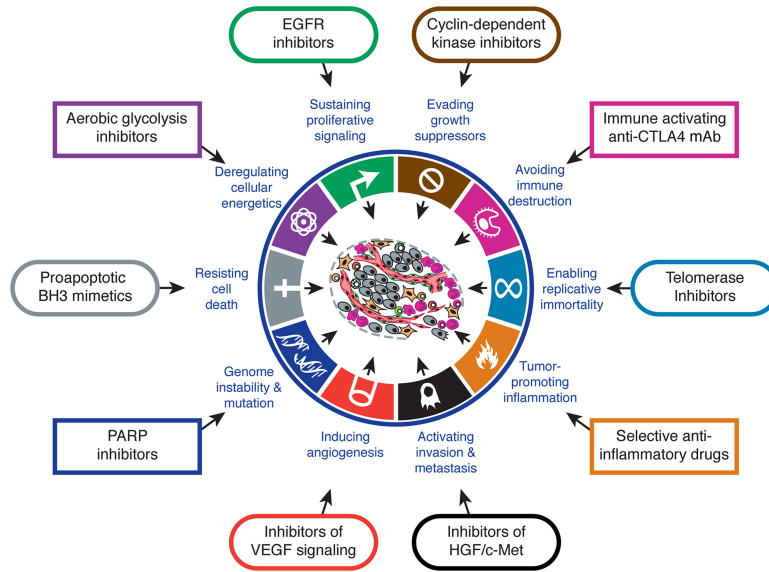 EGFR
inhibitors
Cyclin-dependent
kinase inhibitors
Sustaining
proliferative
signaling
Evading
growth
suppressors
Aerobic glycolysis
inhibitors
Immune activating
anti-CTLA4 mAb
Deregulating
cellular
energetics
Avoiding
immune
destruction
Proapoptotic
BH3 mimetics
Resisting
cell
death
Enabling
replicative
immortality
Telomerase
Inhibitors
Genome
instability &
mutation
Tumor-
promoting
inflammation
PARP
inhibitors
Inducing
angiogenesis
Activating
invasion &
metastasis
Selective anti-
inflammatory drugs
Inhibitors of
VEGF signaling
Inhibitors of
HGF/c-Met